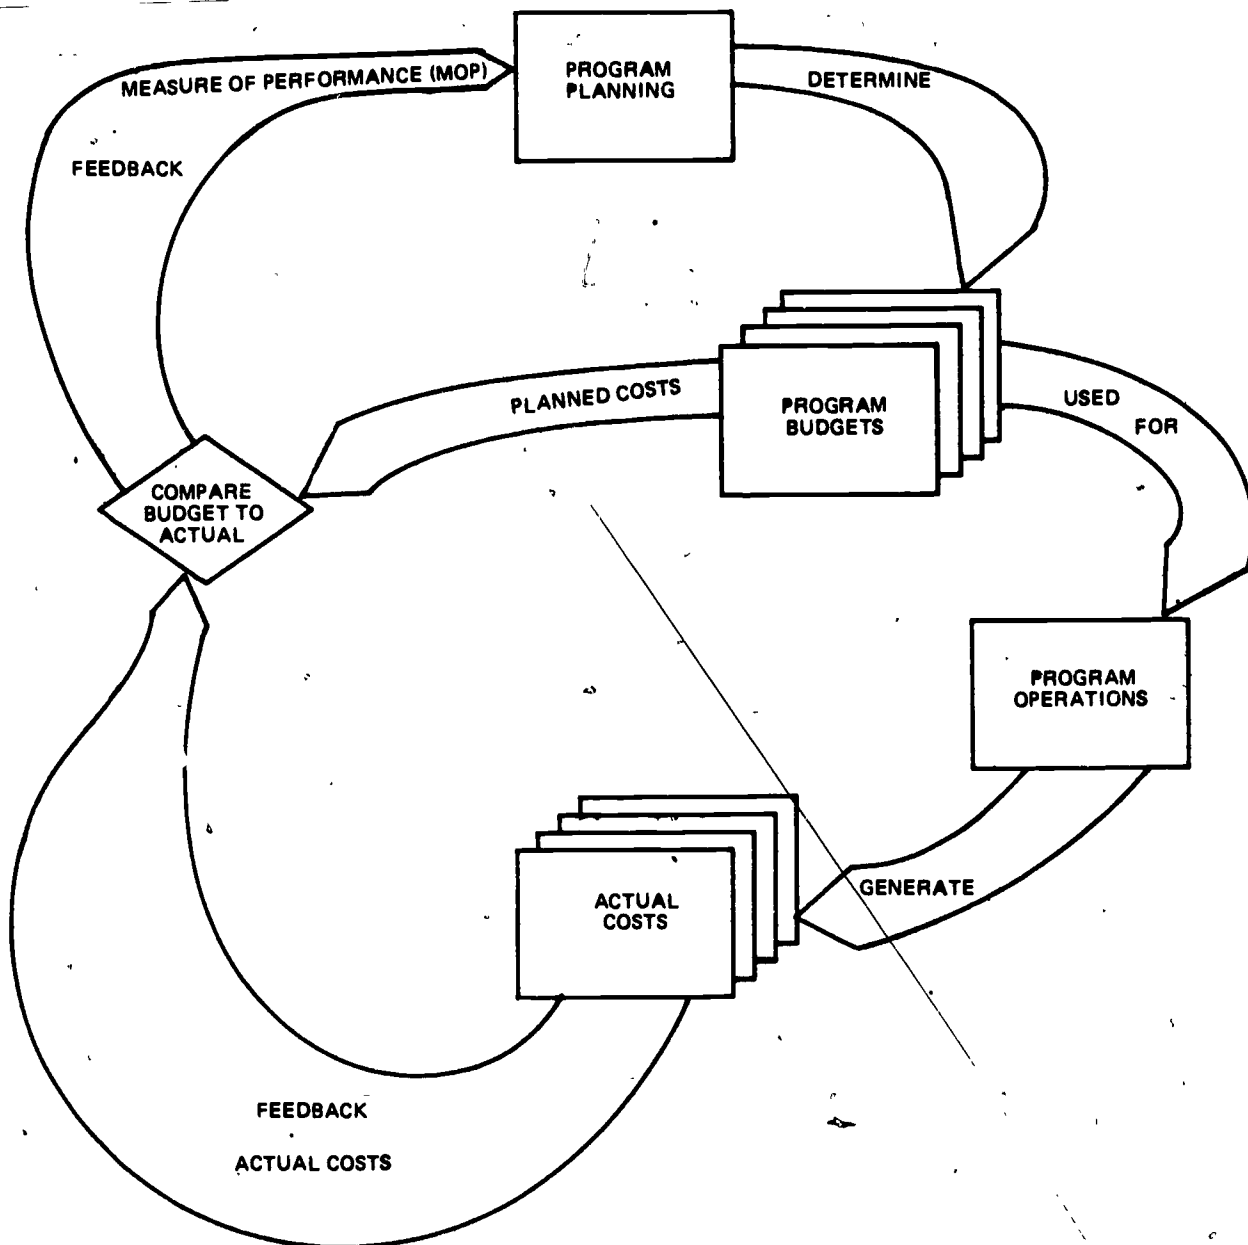 PROGRAM
PLANNING
MEASURE OF PERFORMANCE (MOP)
DETERMINE
FEEDBACK
PLANNED COSTS
PROGRAM
BUDGETS
USED
FOR
COMPARE
BUDGET TO
ACTUAL
PROGRAM
OPERATIONS
GENERATE
ACTUAL
COSTS
FEEDBACK
ACTUAL COSTS